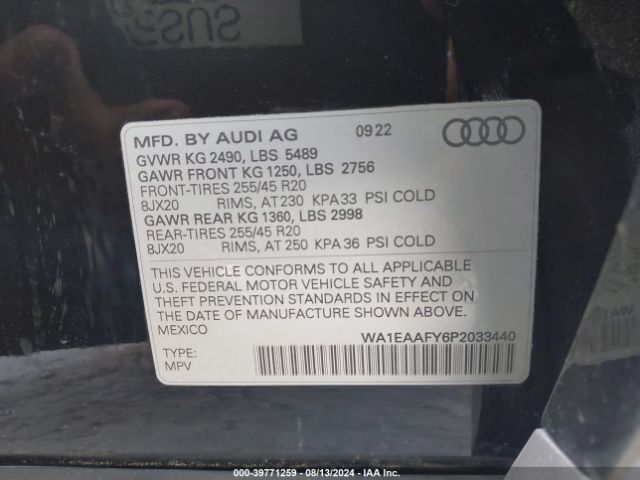 MFD. BY AUDI AG 09 22
GVWR KG 2490, LBS 5489
GAWR FRONT KG 1250, LBS 2756
FRONT-TIRES 255/45 R20
8JX20 RIMS, AT 230 KPA 33 PSI COLD
GAWR REAR KG 1360, LBS 2998
REAR-TIRES 255/45 R20
8JX20 RIMS, AT 250 KPA 36 PSI COLD
THIS VEHICLE CONFORMS TO ALL APPLICABLE
U.S. FEDERAL MOTOR VEHICLE SAFETY AND
THEFT PREVENTION STANDARDS IN EFFECT ON
THE DATE OF MANUFACTURE SHOWN ABOVE.
MEXICO
WA1EAAFY6P2033440
TYPE:
MPV
000-39771259 - 08/13/2024 - IAAI.COM